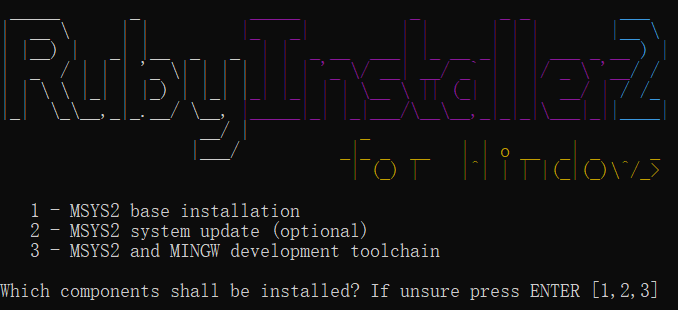 RubyInstaller2
for Windows
1 - MSYS2 base installation
2 - MSYS2 system update (optional)
3 - MSYS2 and MINGW development toolchain
Which components shall be installed? If unsure press ENTER [1,2,3]